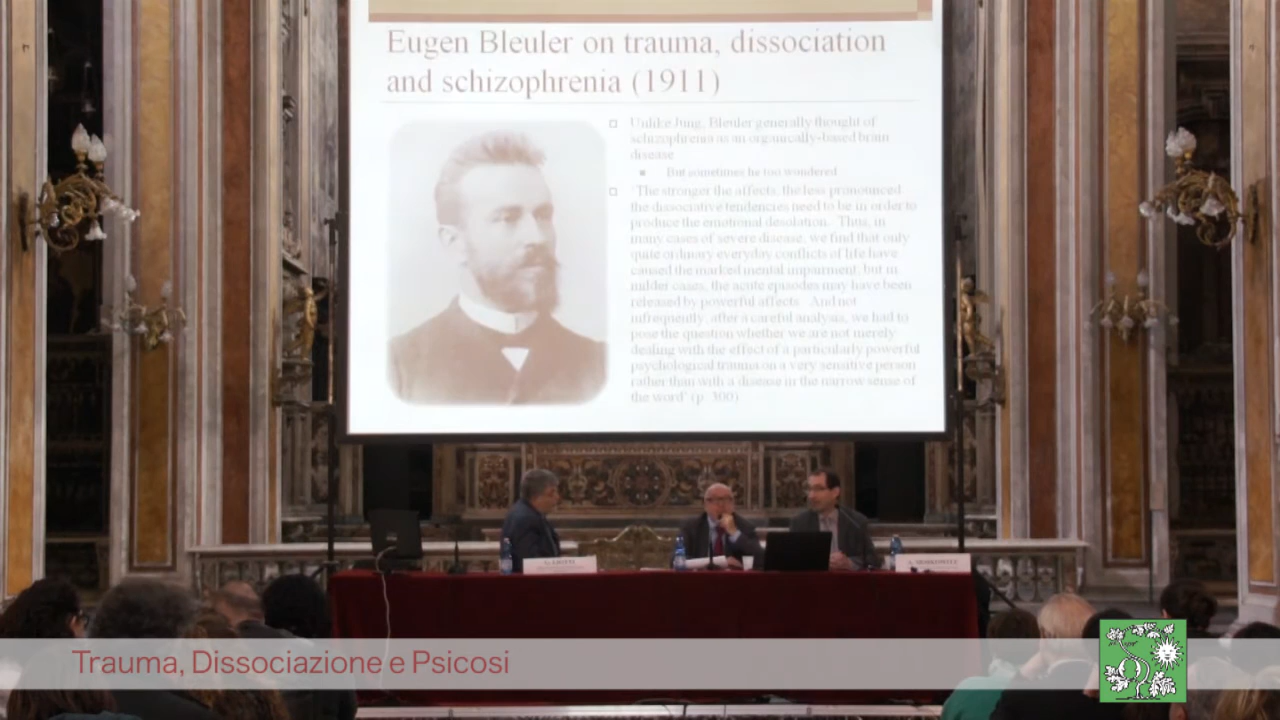 Eugen Bleuler on trauma, dissociation
and schizophrenia (1911)
Unlike Jung, Bleuler generally thought of
schizophrenia as an organically-based brain
disease
But sometimes he too wondered
'The stronger the affects, the less pronounced
the dissociative tendencies need to be in order to
produce the emotional desolation. Thus, in
many cases of severe disease, we find that only
quite ordinary everyday conflicts of life have
caused the marked mental impairment; but in
milder cases, the acute episodes may have been
released by powerful affects. And not
infrequently, after a careful analysis, we had to
pose the question whether we are not merely
dealing with the effect of a particularly powerful
psychological trauma on a very sensitive person
rather than with a disease in the narrow sense of
the word' (p. 300)
LIOTTI
MOSKOWITZ
Trauma, Dissociazione e Psicosi